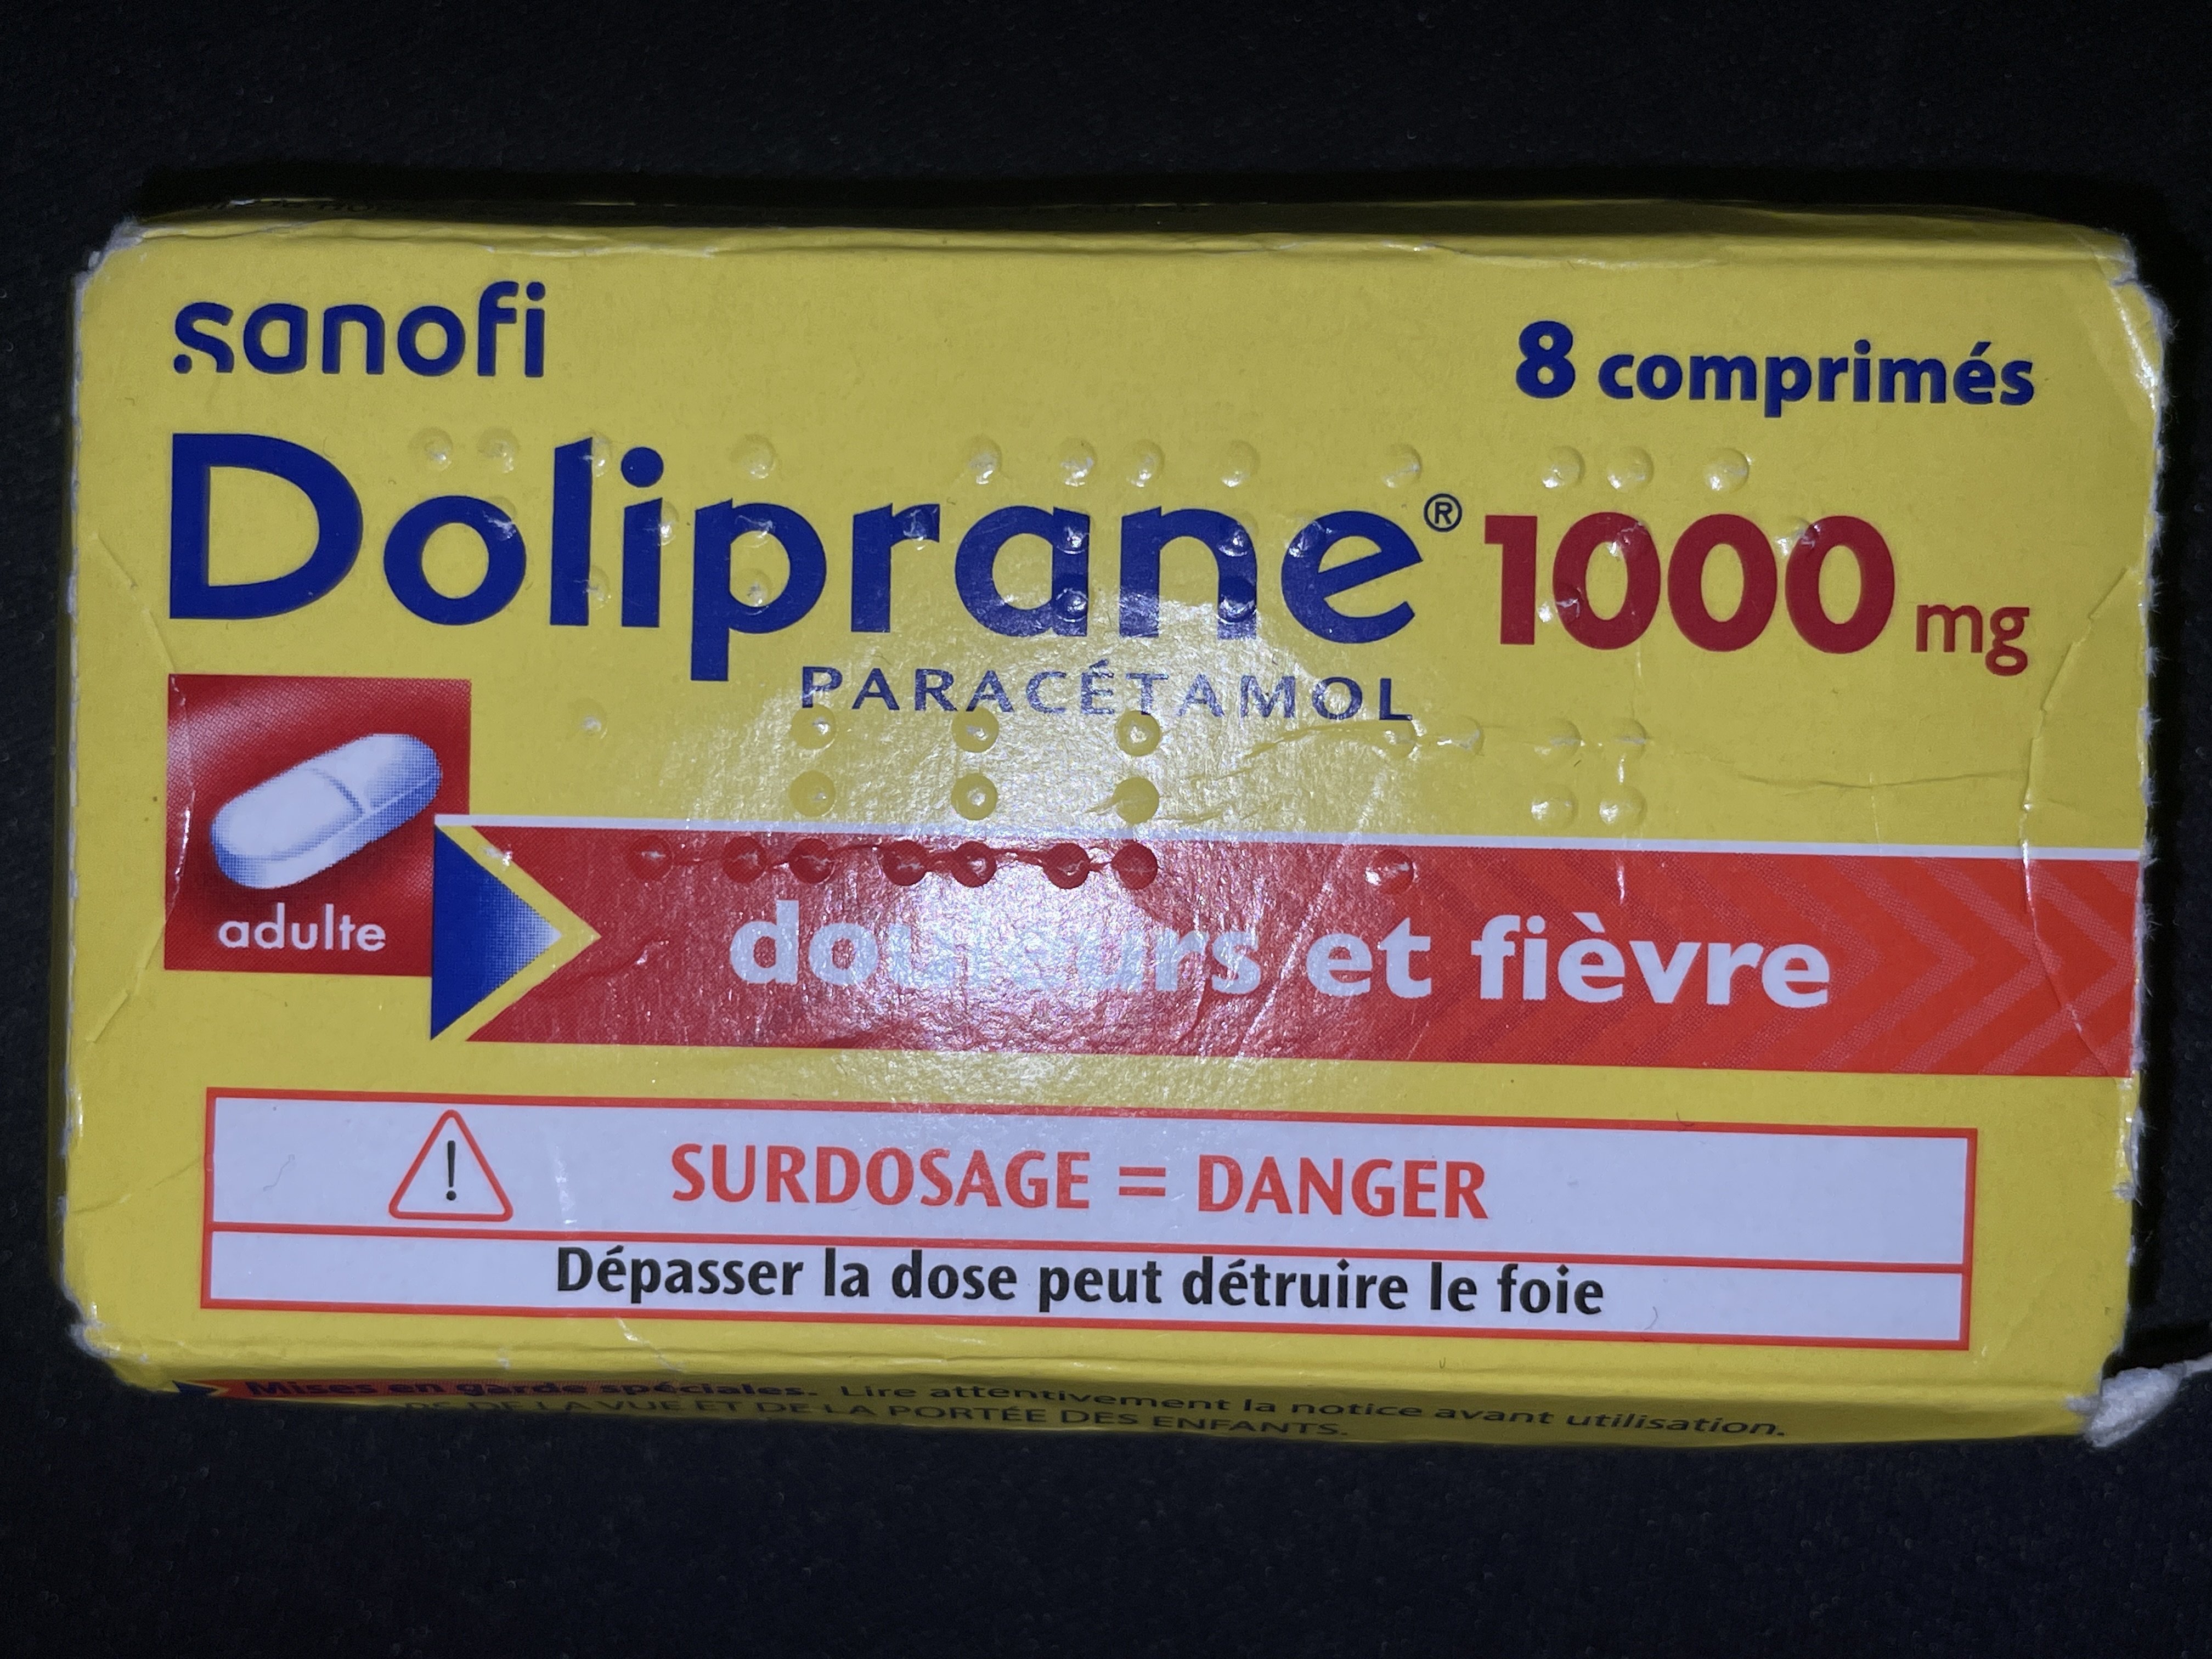 sanofi
8 comprimés
Doliprane® 1000 mg
PARACÉTAMOL
adulte
douleurs et fièvre
!
SURDOSAGE = DANGER
Dépasser la dose peut détruire le foie
Mises en garde spéciales. Lire attentivement la notice avant utilisation.
DE LA VUE ET DE LA PORTÉE DES ENFANTS.